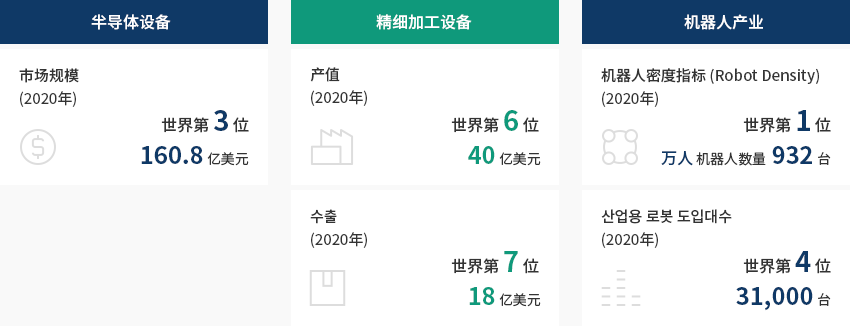 半导体设备
市场规模
(2020年)
世界第 3 位
160.8 亿美元
精细加工设备
产值
(2020年)
世界第 6 位
40 亿美元
수출
(2020年)
世界第 7 位
18 亿美元
机器人产业
机器人密度指标 (Robot Density)
(2020年)
世界第 1 位
万人 机器人数量 932 台
산업용 로봇 도입대수
(2020年)
世界第 4 位
31,000 台